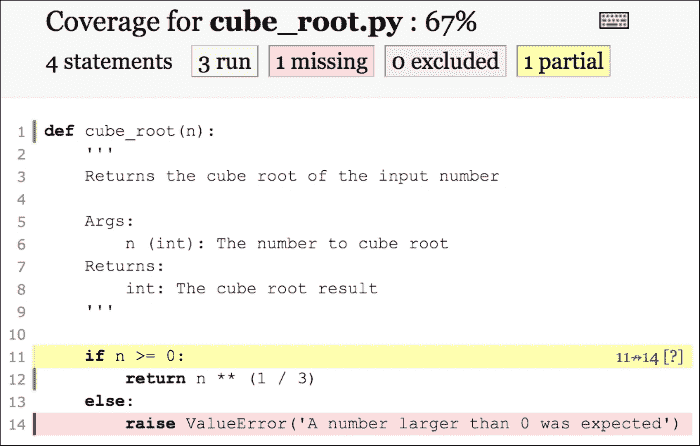 Coverage for cube_root.py : 67%
4 statements 3 run 1 missing 0 excluded 1 partial
1 def cube_root(n):
2 '''
3 Returns the cube root of the input number
4
5 Args:
6 n (int): The number to cube root
7 Returns:
8 int: The cube root result
9 '''
10
11 if n >= 0: 11↛14 [?]
12 return n ** (1 / 3)
13 else:
14 raise ValueError('A number larger than 0 was expected')